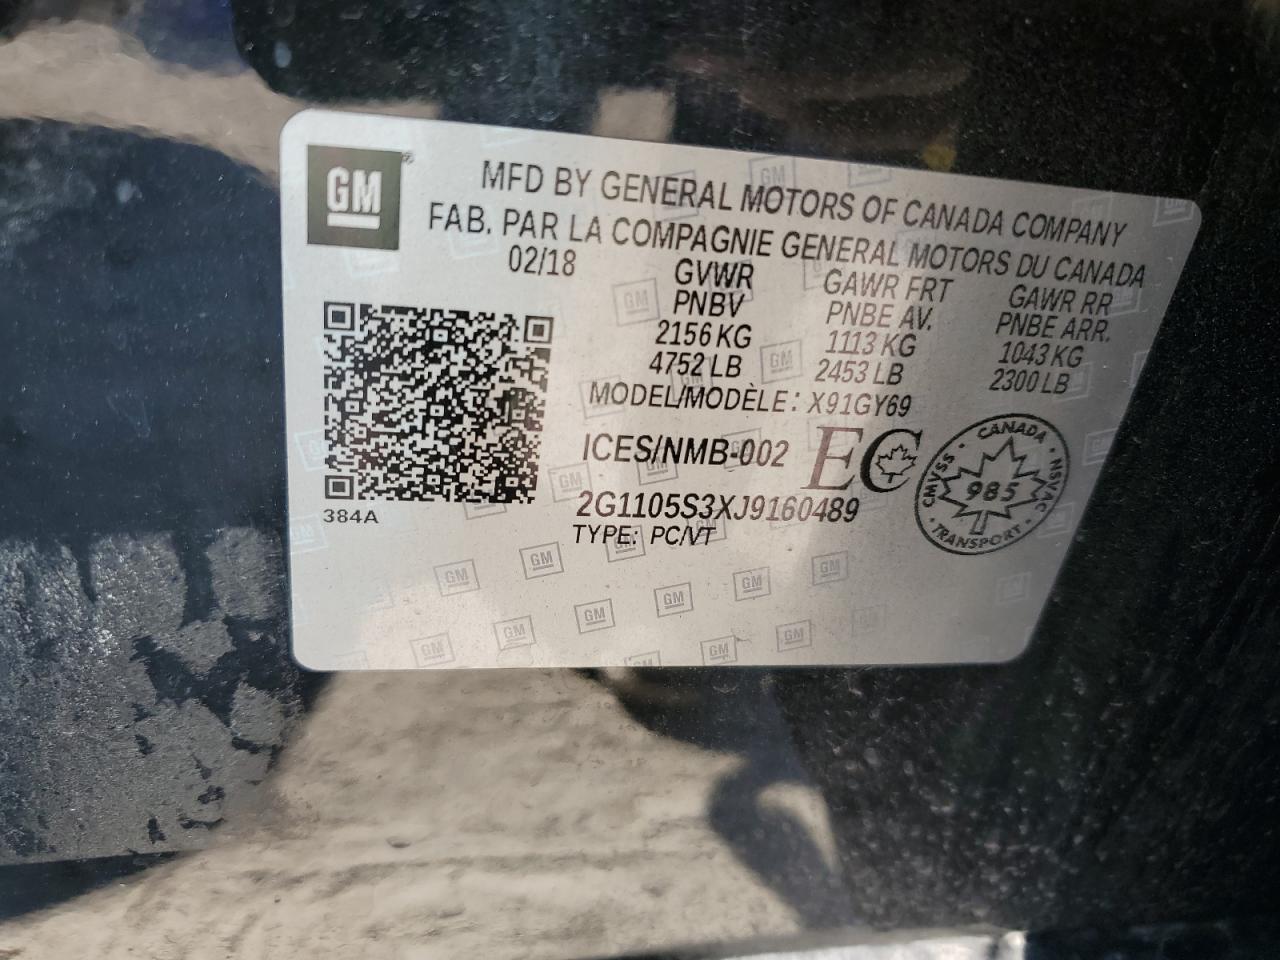 GM
MFD BY GENERAL MOTORS OF CANADA COMPANY
FAB. PAR LA COMPAGNIE GENERAL MOTORS DU CANADA
02/18
GVWR GAWR FRT GAWR RR
PNBV PNBE AV. PNBE ARR.
2156 KG 1113 KG 1043 KG
4752 LB 2453 LB 2300 LB
MODEL/MODÈLE: X91GY69
ICES/NMB-002 EC
2G1105S3XJ9160489
TYPE: PC/VT
384A
CANADA
CMVSS · NSVAC
985
TRANSPORT